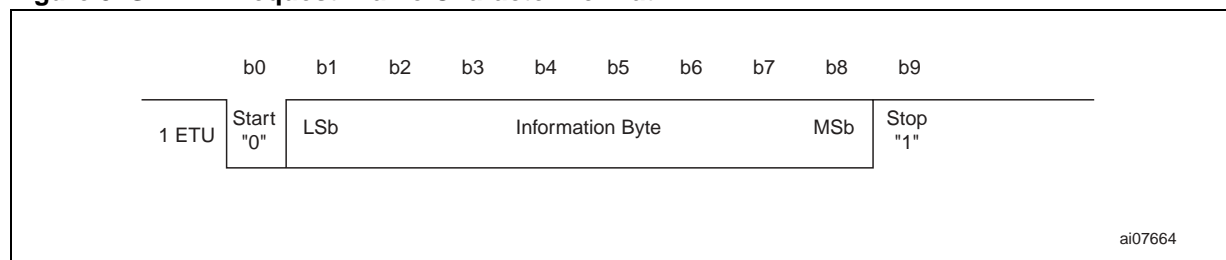 b0 b1 b2 b3 b4 b5 b6 b7 b8 b9
1 ETU Start "0" LSb Information Byte MSb Stop "1"
ai07664